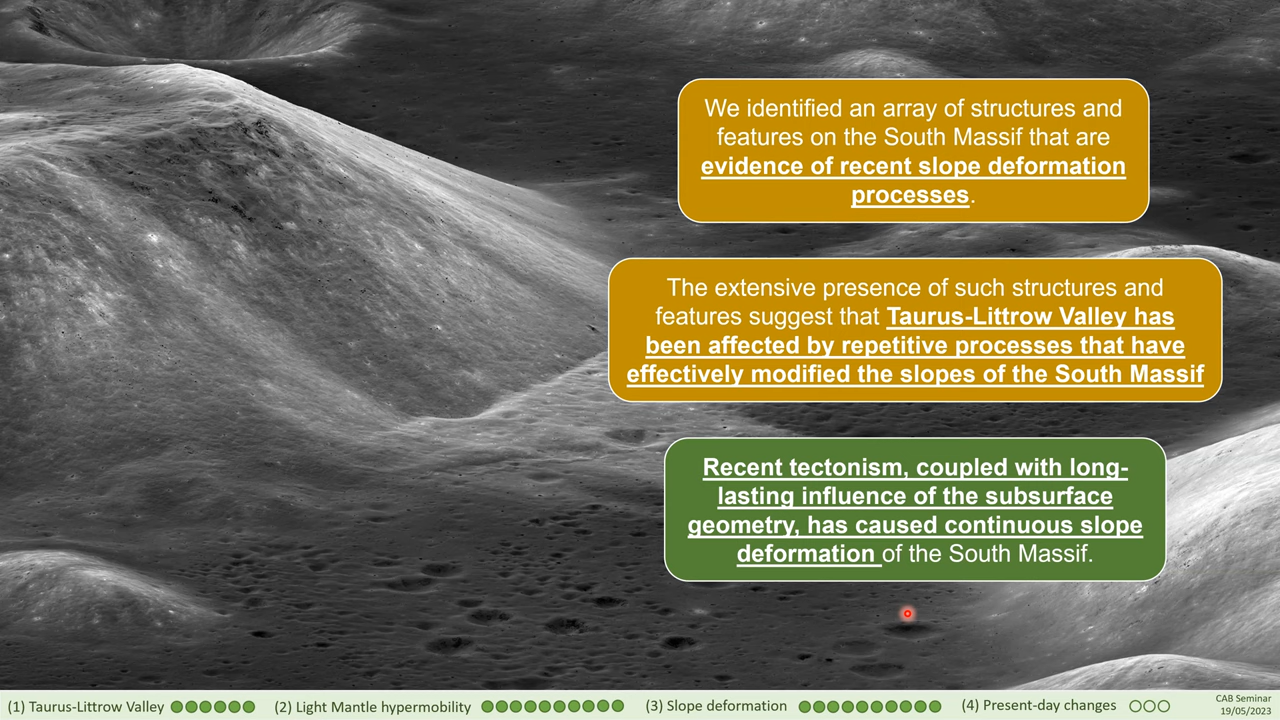 We identified an array of structures and
features on the South Massif that are
evidence of recent slope deformation
processes.
The extensive presence of such structures and
features suggest that Taurus-Littrow Valley has
been affected by repetitive processes that have
effectively modified the slopes of the South Massif
Recent tectonism, coupled with long-
lasting influence of the subsurface
geometry, has caused continuous slope
deformation of the South Massif.
(1) Taurus-Littrow Valley
(2) Light Mantle hypermobility
(3) Slope deformation
(4) Present-day changes
CAB Seminar
19/05/2023